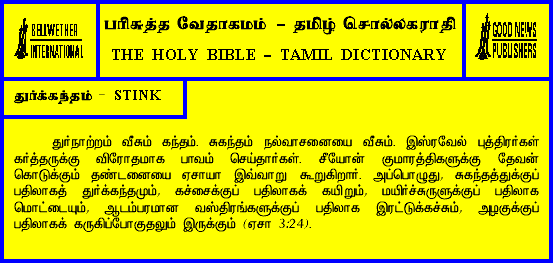 BELLWETHER
INTERNATIONAL
பரிசுத்த வேதாகமம் – தமிழ் சொல்லகராதி
THE HOLY BIBLE – TAMIL DICTIONARY
GOOD NEWS
PUBLISHERS
துர்க்கந்தம் – STINK
துர்நாற்றம் வீசும் கந்தம். சுகந்தம் நல்வாசனையை வீசும். இஸ்ரவேல் புத்திரர்கள்
கர்த்தருக்கு விரோதமாக பாவம் செய்தார்கள். சீயோன் குமாரத்திகளுக்கு தேவன்
கொடுக்கும் தண்டனையை ஏசாயா இவ்வாறு கூறுகிறார். அப்பொழுது, சுகந்தத்துக்குப்
பதிலாகத் துர்க்கந்தமும், கச்சைக்குப் பதிலாகக் கயிறும், மயிர்ச்சுருளுக்குப் பதிலாக
மொட்டையும், ஆடம்பரமான வஸ்திரங்களுக்குப் பதிலாக இரட்டுக்கச்சும், அழகுக்குப்
பதிலாகக் கருகிப்போகுதலும் இருக்கும் (ஏசா 3:24).